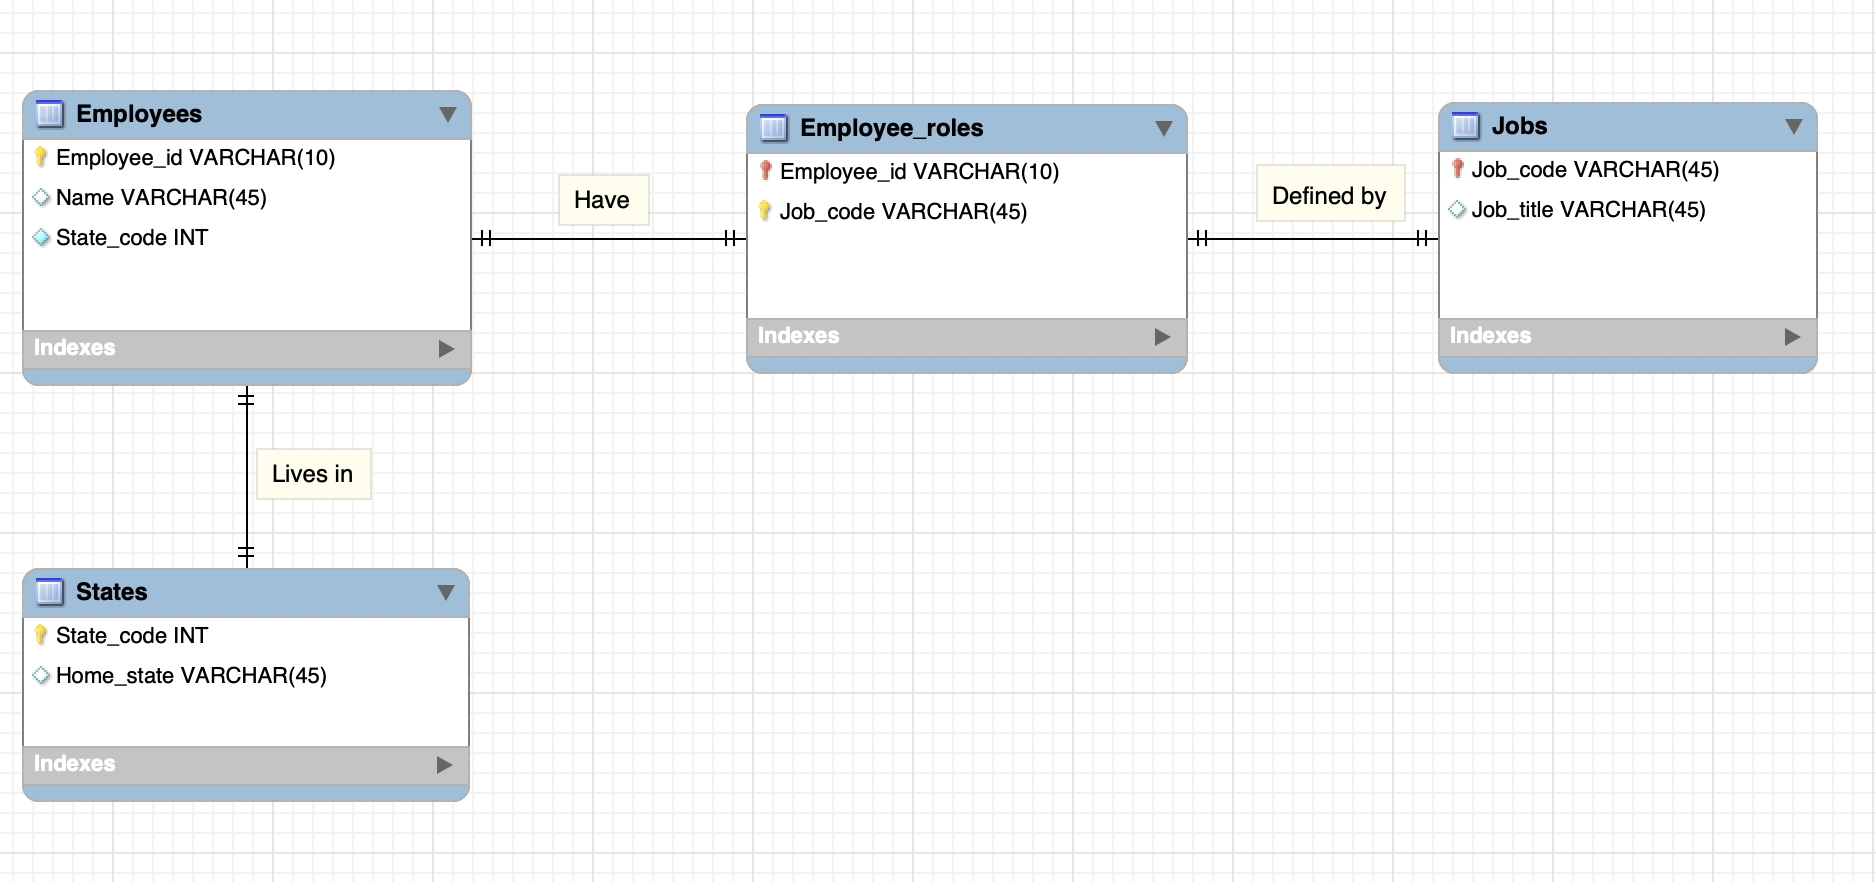 Employees
Employee_id VARCHAR(10)
Name VARCHAR(45)
State_code INT
Indexes
Have
Employee_roles
Employee_id VARCHAR(10)
Job_code VARCHAR(45)
Indexes
Defined by
Jobs
Job_code VARCHAR(45)
Job_title VARCHAR(45)
Indexes
Lives in
States
State_code INT
Home_state VARCHAR(45)
Indexes